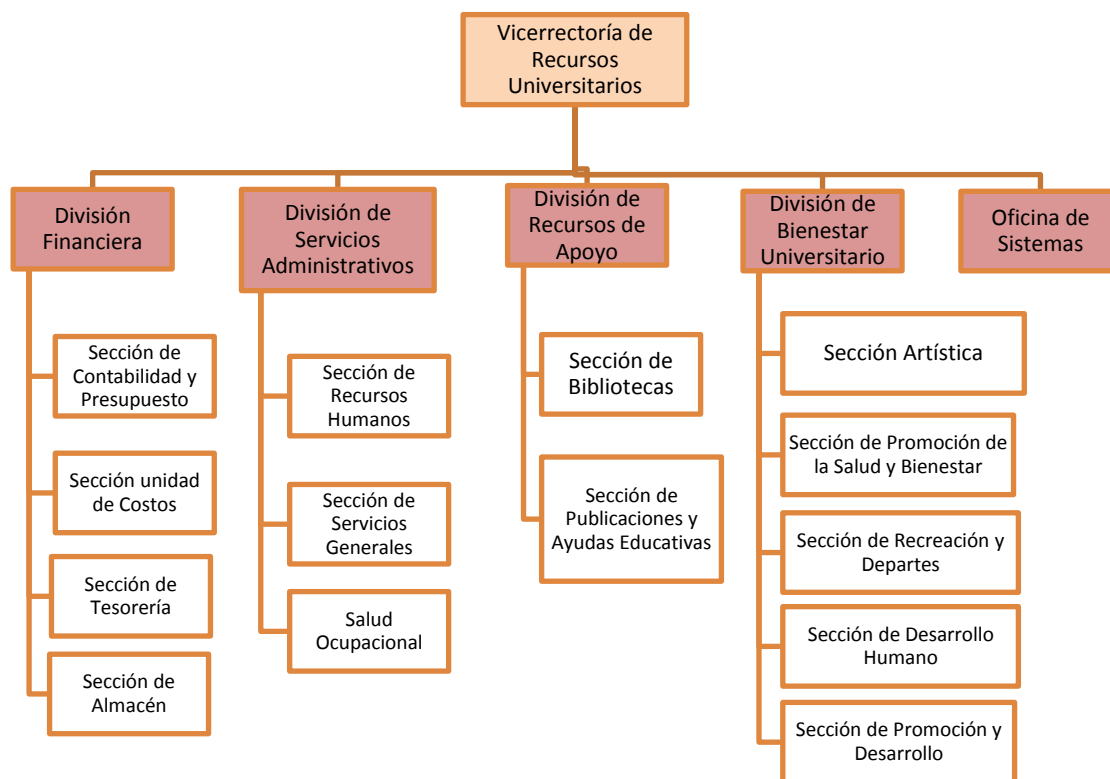 Vicerrectoría de
Recursos
Universitarios
División
Financiera
División de
Servicios
Administrativos
División de
Recursos de
Apoyo
División de
Bienestar
Universitario
Oficina de
Sistemas
Sección de
Contabilidad y
Presupuesto
Sección unidad
de Costos
Sección de
Tesorería
Sección de
Almacén
Sección de
Recursos
Humanos
Sección de
Servicios
Generales
Salud
Ocupacional
Sección de
Bibliotecas
Sección de
Publicaciones y
Ayudas Educativas
Sección Artística
Sección de Promoción de
la Salud y Bienestar
Sección de Recreación y
Departes
Sección de Desarrollo
Humano
Sección de Promoción y
Desarrollo